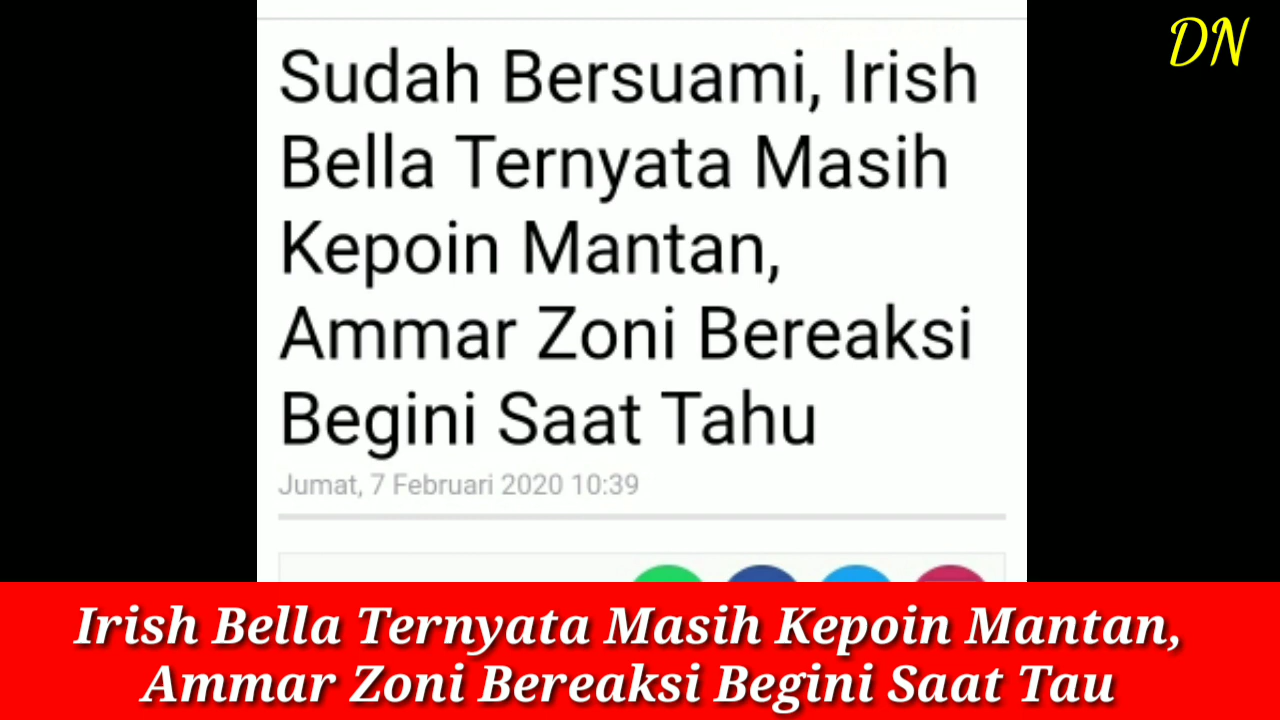 DN
Sudah Bersuami, Irish
Bella Ternyata Masih
Kepoin Mantan,
Ammar Zoni Bereaksi
Begini Saat Tahu
Jumat, 7 Februari 2020 10:39
Irish Bella Ternyata Masih Kepoin Mantan,
Ammar Zoni Bereaksi Begini Saat Tau